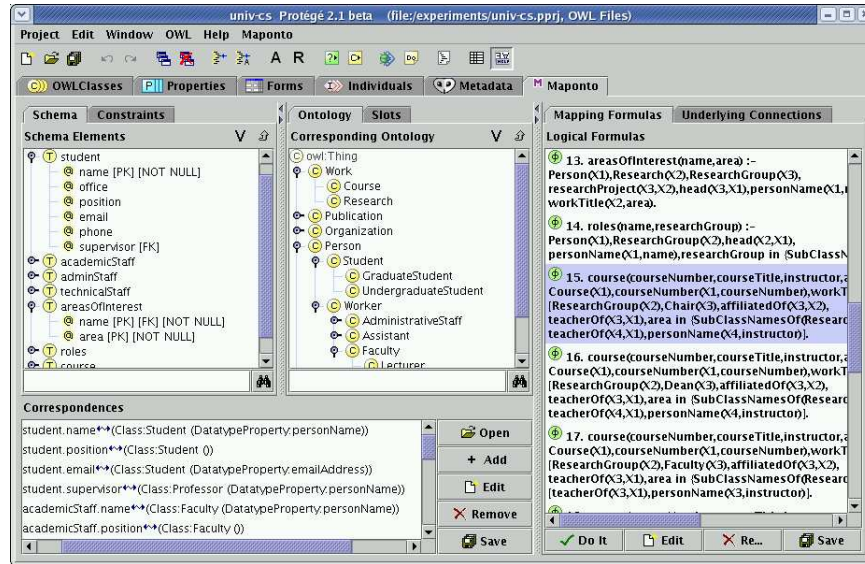 univ-cs Protégé 2.1 beta (file:/experiments/univ-cs.pprj, OWL Files)
Project Edit Window OWL Help Maponto
OWLClasses Properties Forms Individuals Metadata Maponto
Schema Constraints
Schema Elements V
student
name [PK] [NOT NULL]
office
position
email
phone
supervisor [FK]
academicStaff
adminStaff
technicalStaff
areasOfInterest
name [PK] [FK] [NOT NULL]
area [PK] [NOT NULL]
roles
course
Ontology Slots
Corresponding Ontology V
owl:Thing
Work
Course
Research
Publication
Organization
Person
Student
GraduateStudent
UndergraduateStudent
Worker
AdministrativeStaff
Assistant
Faculty
Lecturer
Correspondences
student.name (Class:Student (DatatypeProperty:personName))
student.position (Class:Student ())
student.email (Class:Student (DatatypeProperty:emailAddress))
student.supervisor (Class:Professor (DatatypeProperty:personName))
academicStaff.name (Class:Faculty (DatatypeProperty:personName))
academicStaff.position (Class:Faculty ())
Open
+ Add
Edit
Remove
Save
Mapping Formulas Underlying Connections
Logical Formulas
13. areasOfInterest(name,area) :-
Person(X1),Research(X2),ResearchGroup(X3),
researchProject(X3,X2),head(X3,X1),personName(X1,
workTitle(X2,area).
14. roles(name,researchGroup) :-
Person(X1),ResearchGroup(X2),head(X2,X1),
personName(X1,name),researchGroup in {SubClassN
15. course(courseNumber,courseTitle,instructor,a
Course(X1),courseNumber(X1,courseNumber),workT
[ResearchGroup(X2),Chair(X3),affiliatedOf(X3,X2),
teacherOf(X3,X1),area in {SubClassNamesOf(Researc
teacherOf(X4,X1),personName(X4,instructor)].
16. course(courseNumber,courseTitle,instructor,a
Course(X1),courseNumber(X1,courseNumber),workT
[ResearchGroup(X2),Dean(X3),affiliatedOf(X3,X2),
teacherOf(X3,X1),area in {SubClassNamesOf(Researc
teacherOf(X4,X1),personName(X4,instructor)].
17. course(courseNumber,courseTitle,instructor,a
Course(X1),courseNumber(X1,courseNumber),workT
[ResearchGroup(X2),Faculty(X3),affiliatedOf(X3,X2),
teacherOf(X3,X1),area in {SubClassNamesOf(Researc
[teacherOf(X3,X1),personName(X3,instructor)].
Do It Edit Re... Save